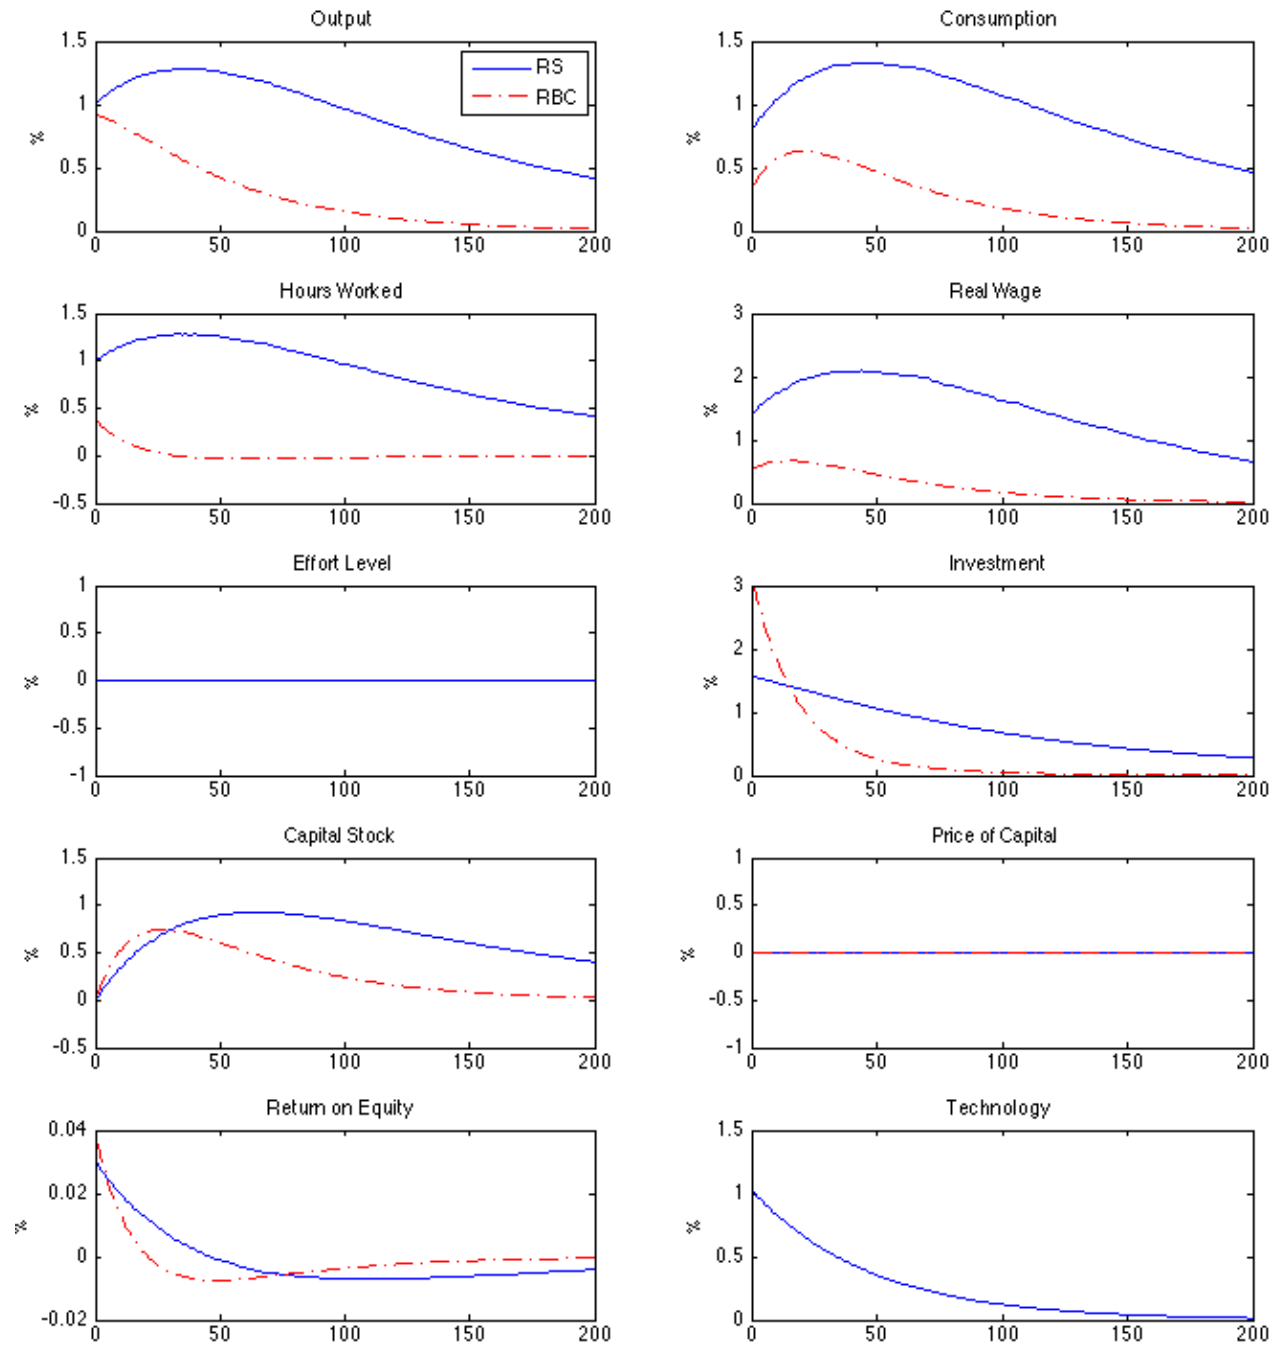 Output
Consumption
1.5
1
0.5
0
%
RS
RBC
0 50 100 150 200
1.5
1
0.5
0
%
0 50 100 150 200
Hours Worked
Real Wage
1.5
1
0.5
0
-0.5
%
0 50 100 150 200
3
2
1
0
%
0 50 100 150 200
Effort Level
Investment
1
0.5
0
-0.5
-1
%
0 50 100 150 200
3
2
1
0
%
0 50 100 150 200
Capital Stock
Price of Capital
1.5
1
0.5
0
-0.5
%
0 50 100 150 200
1
0.5
0
-0.5
-1
%
0 50 100 150 200
Return on Equity
Technology
0.04
0.02
0
-0.02
%
0 50 100 150 200
1.5
1
0.5
0
%
0 50 100 150 200